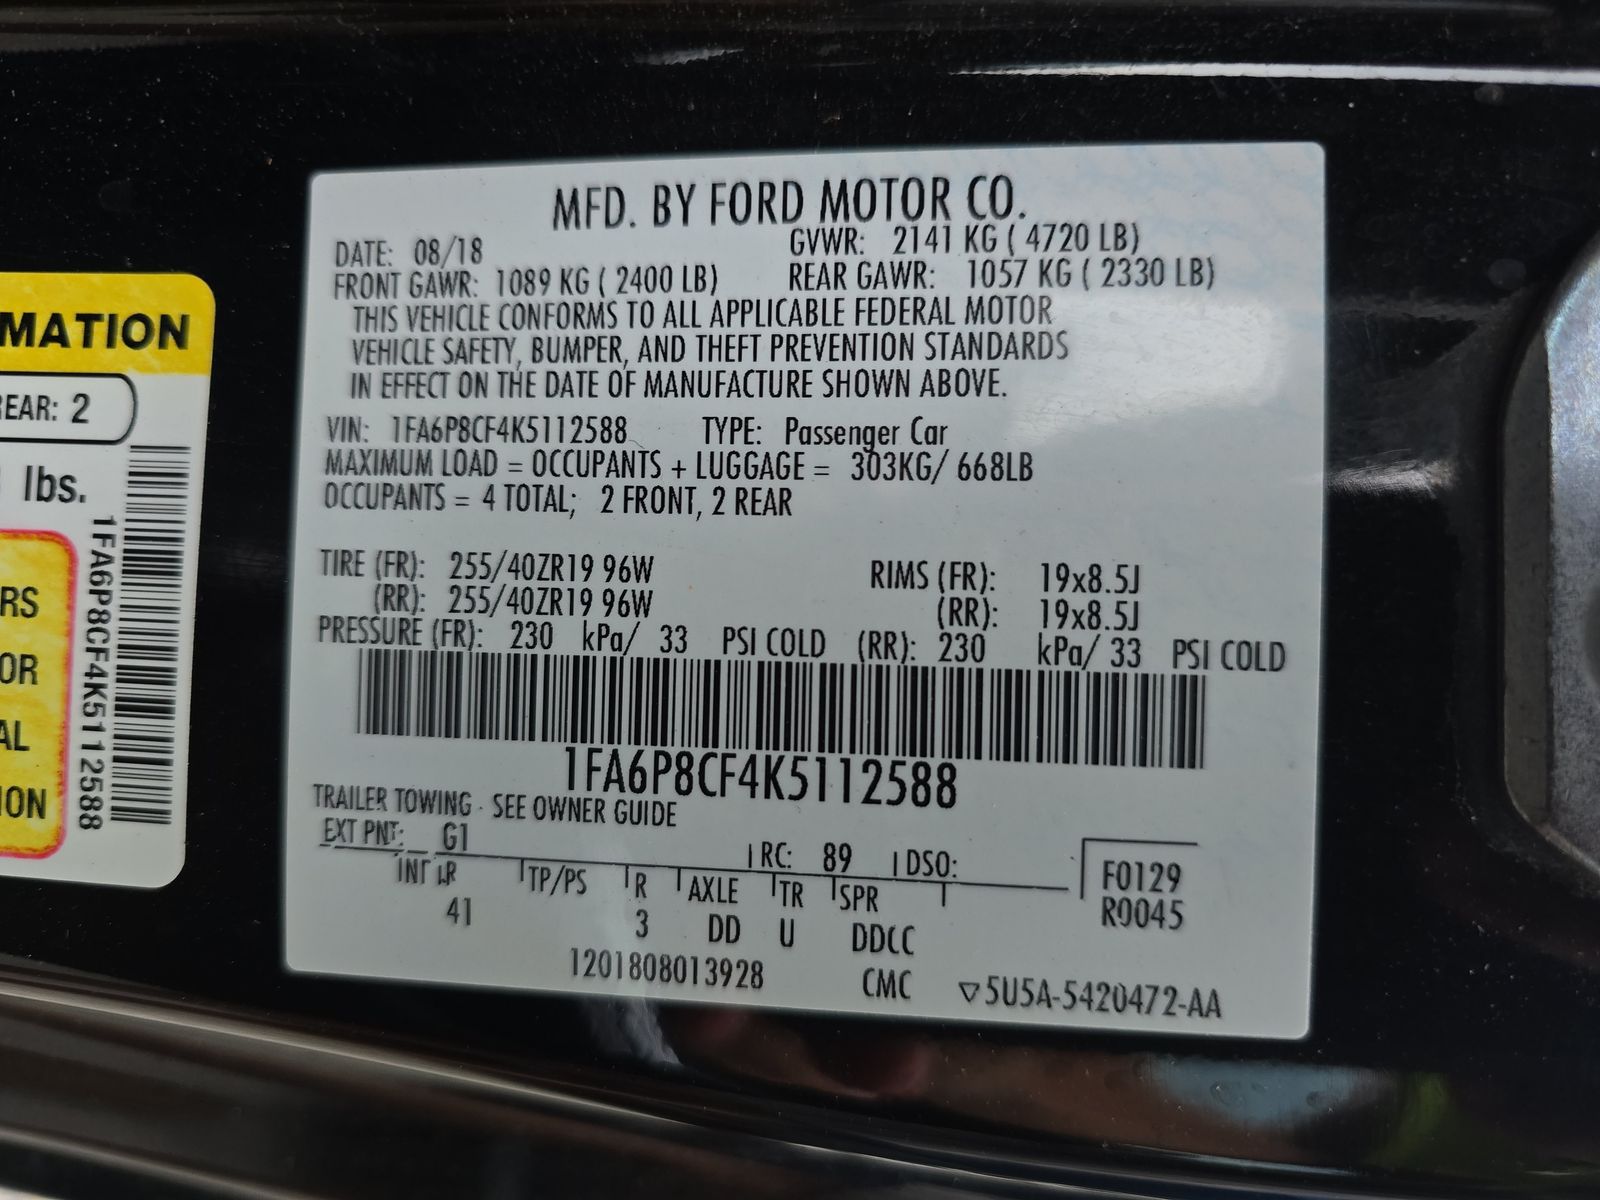 MFD. BY FORD MOTOR CO.
DATE: 08/18 GVWR: 2141 KG ( 4720 LB)
FRONT GAWR: 1089 KG ( 2400 LB) REAR GAWR: 1057 KG ( 2330 LB)
THIS VEHICLE CONFORMS TO ALL APPLICABLE FEDERAL MOTOR
VEHICLE SAFETY, BUMPER, AND THEFT PREVENTION STANDARDS
IN EFFECT ON THE DATE OF MANUFACTURE SHOWN ABOVE.
VIN: 1FA6P8CF4K5112588 TYPE: Passenger Car
MAXIMUM LOAD = OCCUPANTS + LUGGAGE = 303KG/ 668LB
OCCUPANTS = 4 TOTAL; 2 FRONT, 2 REAR
TIRE (FR): 255/40ZR19 96W RIMS (FR): 19x8.5J
(RR): 255/40ZR19 96W (RR): 19x8.5J
PRESSURE (FR): 230 kPa/ 33 PSI COLD (RR): 230 kPa/ 33 PSI COLD
1FA6P8CF4K5112588
TRAILER TOWING - SEE OWNER GUIDE
EXT PNT: G1 RC: 89 DSO:
F0129
R0045
INT TR TP/PS R AXLE TR SPR
41 3 DD U DDCC
1201808013928 CMC ▽5U5A-5420472-AA
MATION
EAR: 2
lbs.
1FA6P8CF4K5112588
RS
OR
AL
ION